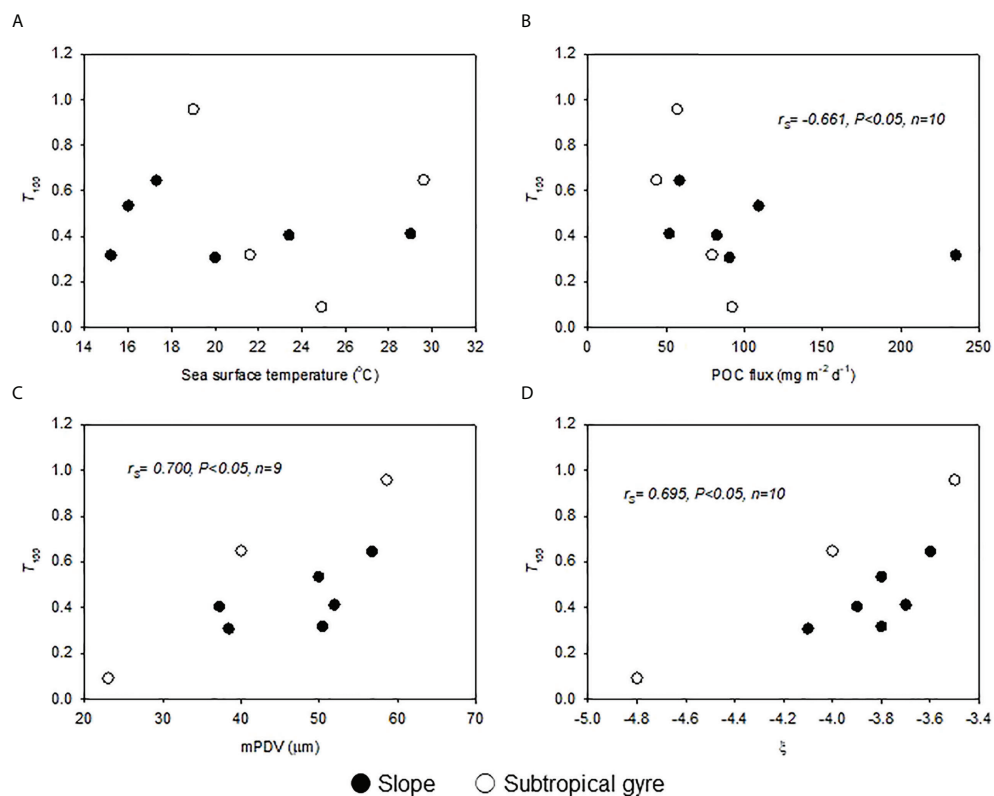 A
B
1.2
1.0
0.8
0.6
0.4
0.2
0.0
T100
14 16 18 20 22 24 26 28 30 32
Sea surface temperature (°C)
1.2
1.0
0.8
0.6
0.4
0.2
0.0
T100
rS= -0.661, P<0.05, n=10
0 50 100 150 200 250
POC flux (mg m-2 d-1)
C
D
1.2
1.0
0.8
0.6
0.4
0.2
0.0
T100
rS= 0.700, P<0.05, n=9
20 30 40 50 60 70
mPDV (μm)
1.2
1.0
0.8
0.6
0.4
0.2
0.0
T100
rS= 0.695, P<0.05, n=10
-5.0 -4.8 -4.6 -4.4 -4.2 -4.0 -3.8 -3.6 -3.4
ξ
Slope Subtropical gyre